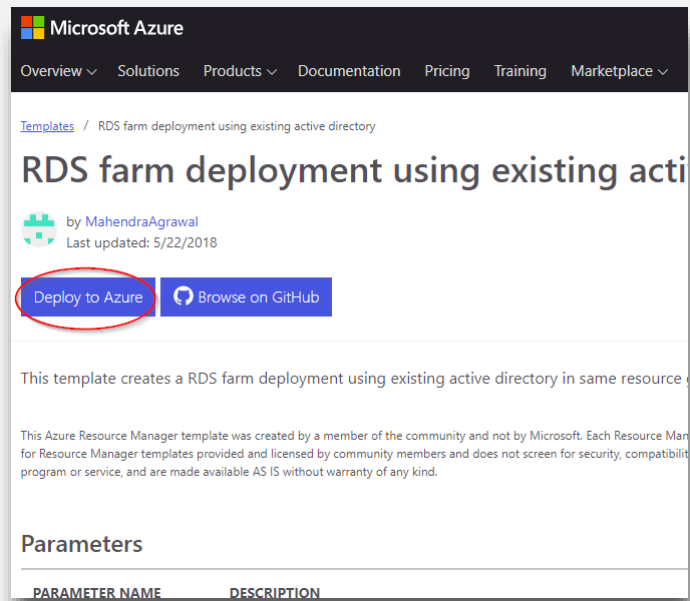 Microsoft Azure
Overview Solutions Products Documentation Pricing Training Marketplace
Templates / RDS farm deployment using existing active directory
RDS farm deployment using existing
by MahendraAgrawal
Last updated: 5/22/2018
Deploy to Azure Browse on GitHub
This template creates a RDS farm deployment using existing active directory in same resource
This Azure Resource Manager template was created by a member of the community and not by Microsoft. Each Resource
for Resource Manager templates provided and licensed by community members and does not screen for security,
program or service, and are made available AS IS without warranty of any kind.
Parameters
PARAMETER NAME DESCRIPTION